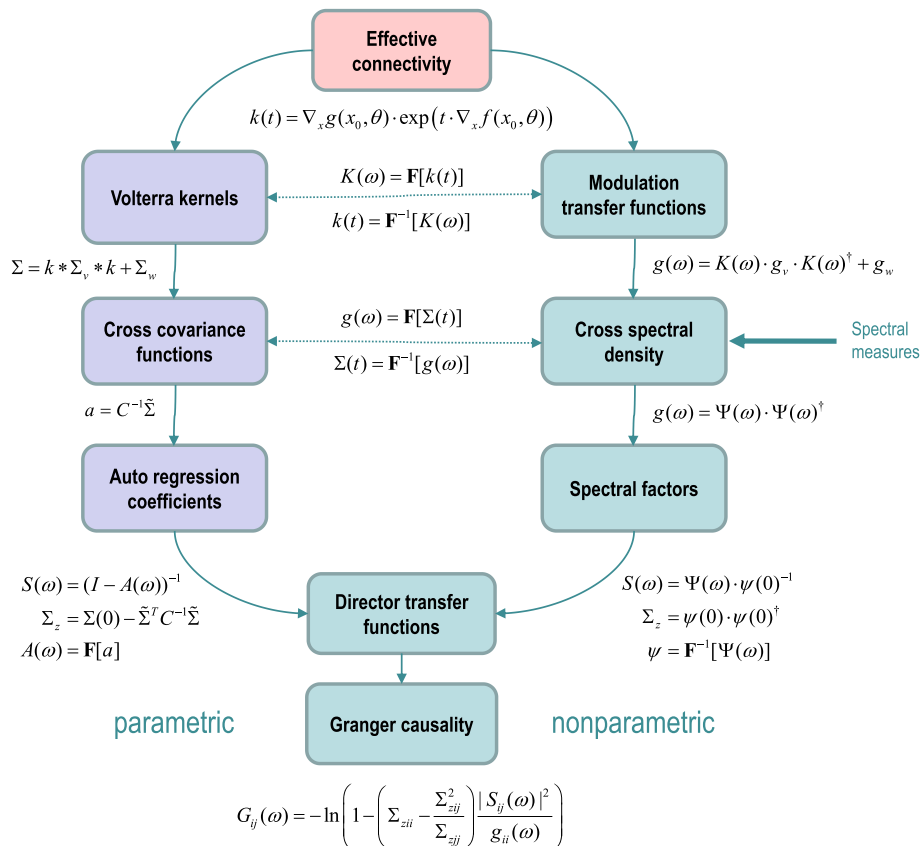 Effective
connectivity
k(t) = ∇ₓg(x₀,θ)·exp(t·∇ₓf(x₀,θ))
Volterra kernels
K(ω) = F[k(t)]
k(t) = F⁻¹[K(ω)]
Modulation
transfer functions
Σ = k ∗ Σᵥ ∗ k + Σ_w
g(ω) = K(ω)·gᵥ·K(ω)† + g_w
Cross covariance
functions
g(ω) = F[Σ(t)]
Σ(t) = F⁻¹[g(ω)]
Cross spectral
density
Spectral
measures
a = C⁻¹Σ̃
g(ω) = Ψ(ω)·Ψ(ω)†
Auto regression
coefficients
Spectral factors
S(ω) = (I − A(ω))⁻¹
Σ_z = Σ(0) − Σ̃ᵀC⁻¹Σ̃
A(ω) = F[a]
Director transfer
functions
S(ω) = Ψ(ω)·ψ(0)⁻¹
Σ_z = ψ(0)·ψ(0)†
ψ = F⁻¹[Ψ(ω)]
parametric
Granger causality
nonparametric
G_ij(ω) = −ln(1 − (Σ_zii − Σ²_zij / Σ_zjj) |S_ij(ω)|² / g_ii(ω))